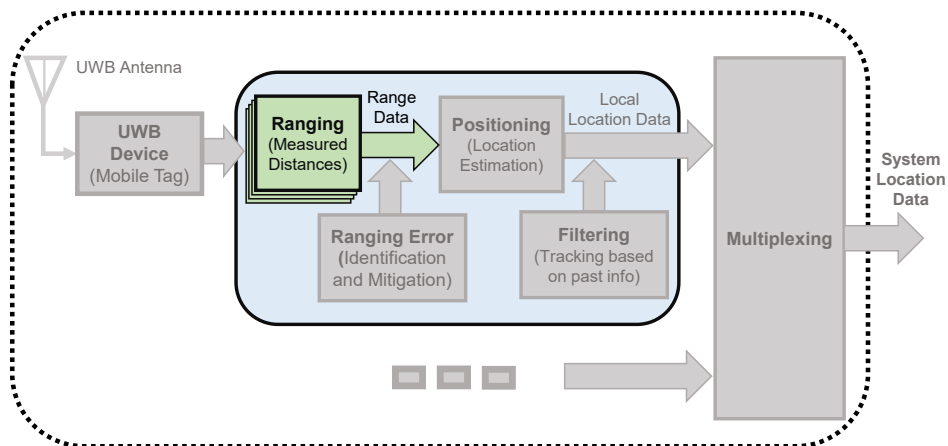 UWB Antenna
UWB
Device
(Mobile Tag)
Ranging
(Measured
Distances)
Range
Data
Positioning
(Location
Estimation)
Local
Location Data
Ranging Error
(Identification
and Mitigation)
Filtering
(Tracking based
on past info)
Multiplexing
System
Location
Data